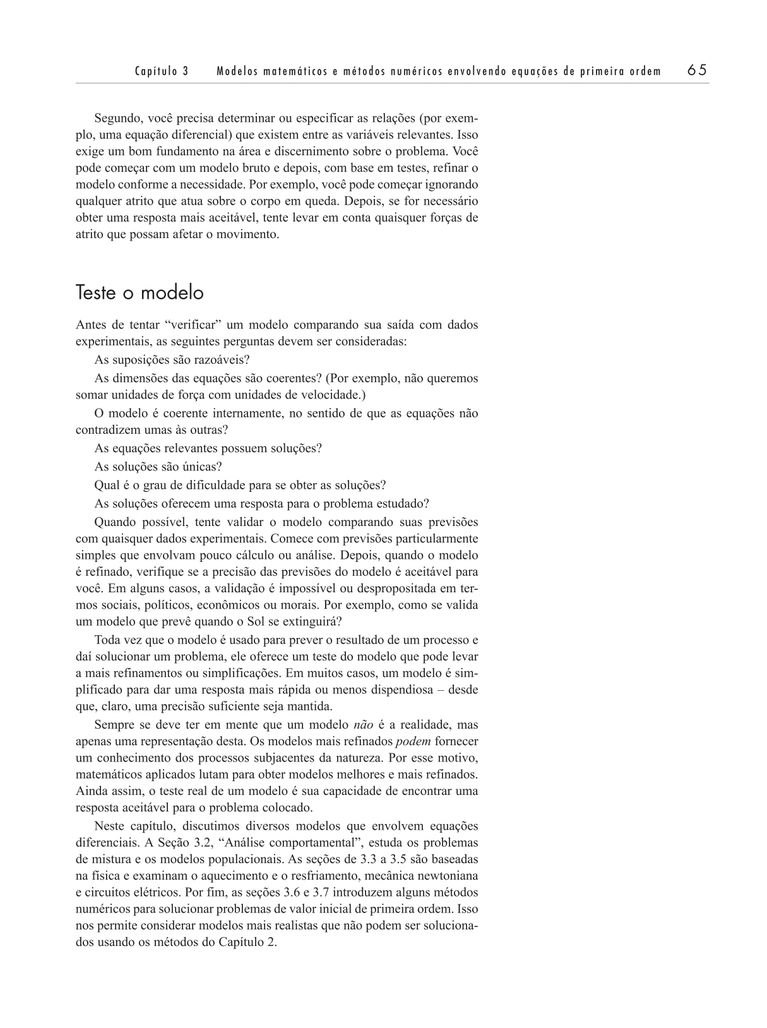 Capítulo 3 Modelos matemáticos e métodos numéricos envolvendo equações de primeira ordem 65
Segundo, você precisa determinar ou especificar as relações (por exem-
plo, uma equação diferencial) que existem entre as variáveis relevantes. Isso
exige um bom fundamento na área e discernimento sobre o problema. Você
pode começar com um modelo bruto e depois, com base em testes, refinar o
modelo conforme a necessidade. Por exemplo, você pode começar ignorando
qualquer atrito que atua sobre o corpo em queda. Depois, se for necessário
obter uma resposta mais aceitável, tente levar em conta quaisquer forças de
atrito que possam afetar o movimento.
Teste o modelo
Antes de tentar “verificar” um modelo comparando sua saída com dados
experimentais, as seguintes perguntas devem ser consideradas:
As suposições são razoáveis?
As dimensões das equações são coerentes? (Por exemplo, não queremos
somar unidades de força com unidades de velocidade.)
O modelo é coerente internamente, no sentido de que as equações não
contradizem umas às outras?
As equações relevantes possuem soluções?
As soluções são únicas?
Qual é o grau de dificuldade para se obter as soluções?
As soluções oferecem uma resposta para o problema estudado?
Quando possível, tente validar o modelo comparando suas previsões
com quaisquer dados experimentais. Comece com previsões particularmente
simples que envolvam pouco cálculo ou análise. Depois, quando o modelo
é refinado, verifique se a precisão das previsões do modelo é aceitável para
você. Em alguns casos, a validação é impossível ou despropositada em ter-
mos sociais, políticos, econômicos ou morais. Por exemplo, como se valida
um modelo que prevê quando o Sol se extinguirá?
Toda vez que o modelo é usado para prever o resultado de um processo e
daí solucionar um problema, ele oferece um teste do modelo que pode levar
a mais refinamentos ou simplificações. Em muitos casos, um modelo é sim-
plificado para dar uma resposta mais rápida ou menos dispendiosa – desde
que, claro, uma precisão suficiente seja mantida.
Sempre se deve ter em mente que um modelo não é a realidade, mas
apenas uma representação desta. Os modelos mais refinados podem fornecer
um conhecimento dos processos subjacentes da natureza. Por esse motivo,
matemáticos aplicados lutam para obter modelos melhores e mais refinados.
Ainda assim, o teste real de um modelo é sua capacidade de encontrar uma
resposta aceitável para o problema colocado.
Neste capítulo, discutimos diversos modelos que envolvem equações
diferenciais. A Seção 3.2, “Análise comportamental”, estuda os problemas
de mistura e os modelos populacionais. As seções de 3.3 a 3.5 são baseadas
na física e examinam o aquecimento e o resfriamento, mecânica newtoniana
e circuitos elétricos. Por fim, as seções 3.6 e 3.7 introduzem alguns métodos
numéricos para solucionar problemas de valor inicial de primeira ordem. Isso
nos permite considerar modelos mais realistas que não podem ser soluciona-
dos usando os métodos do Capítulo 2.